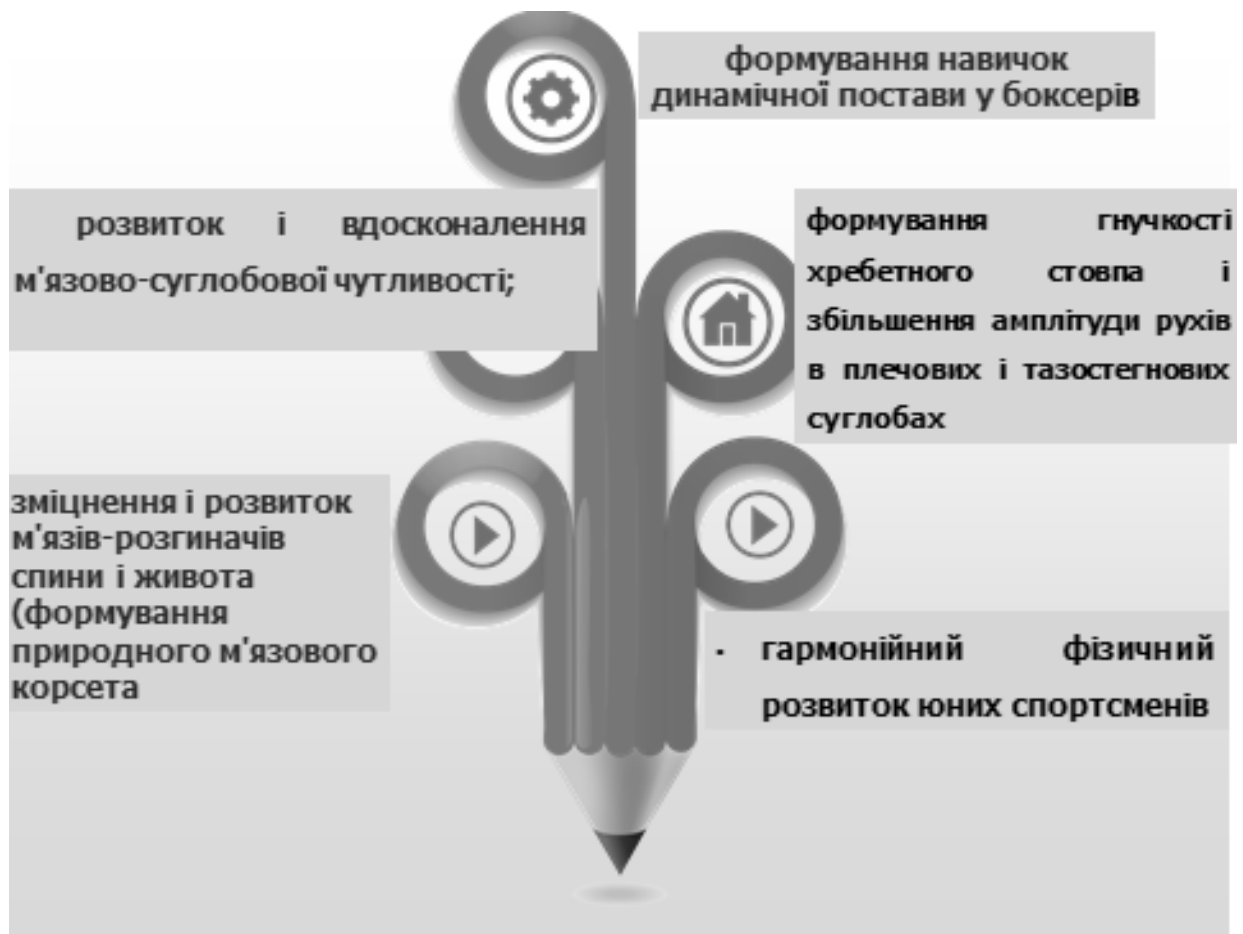 формування навичок
динамічної постави у боксерів
розвиток і вдосконалення
м'язово-суглобової чутливості;
формування гнучкості
хребетного стовпа і
збільшення амплітуди рухів
в плечових і тазостегнових
суглобах
зміцнення і розвиток
м'язів-розгиначів
спини і живота
(формування
природного м'язового
корсета
· гармонійний фізичний
розвиток юних спортсменів